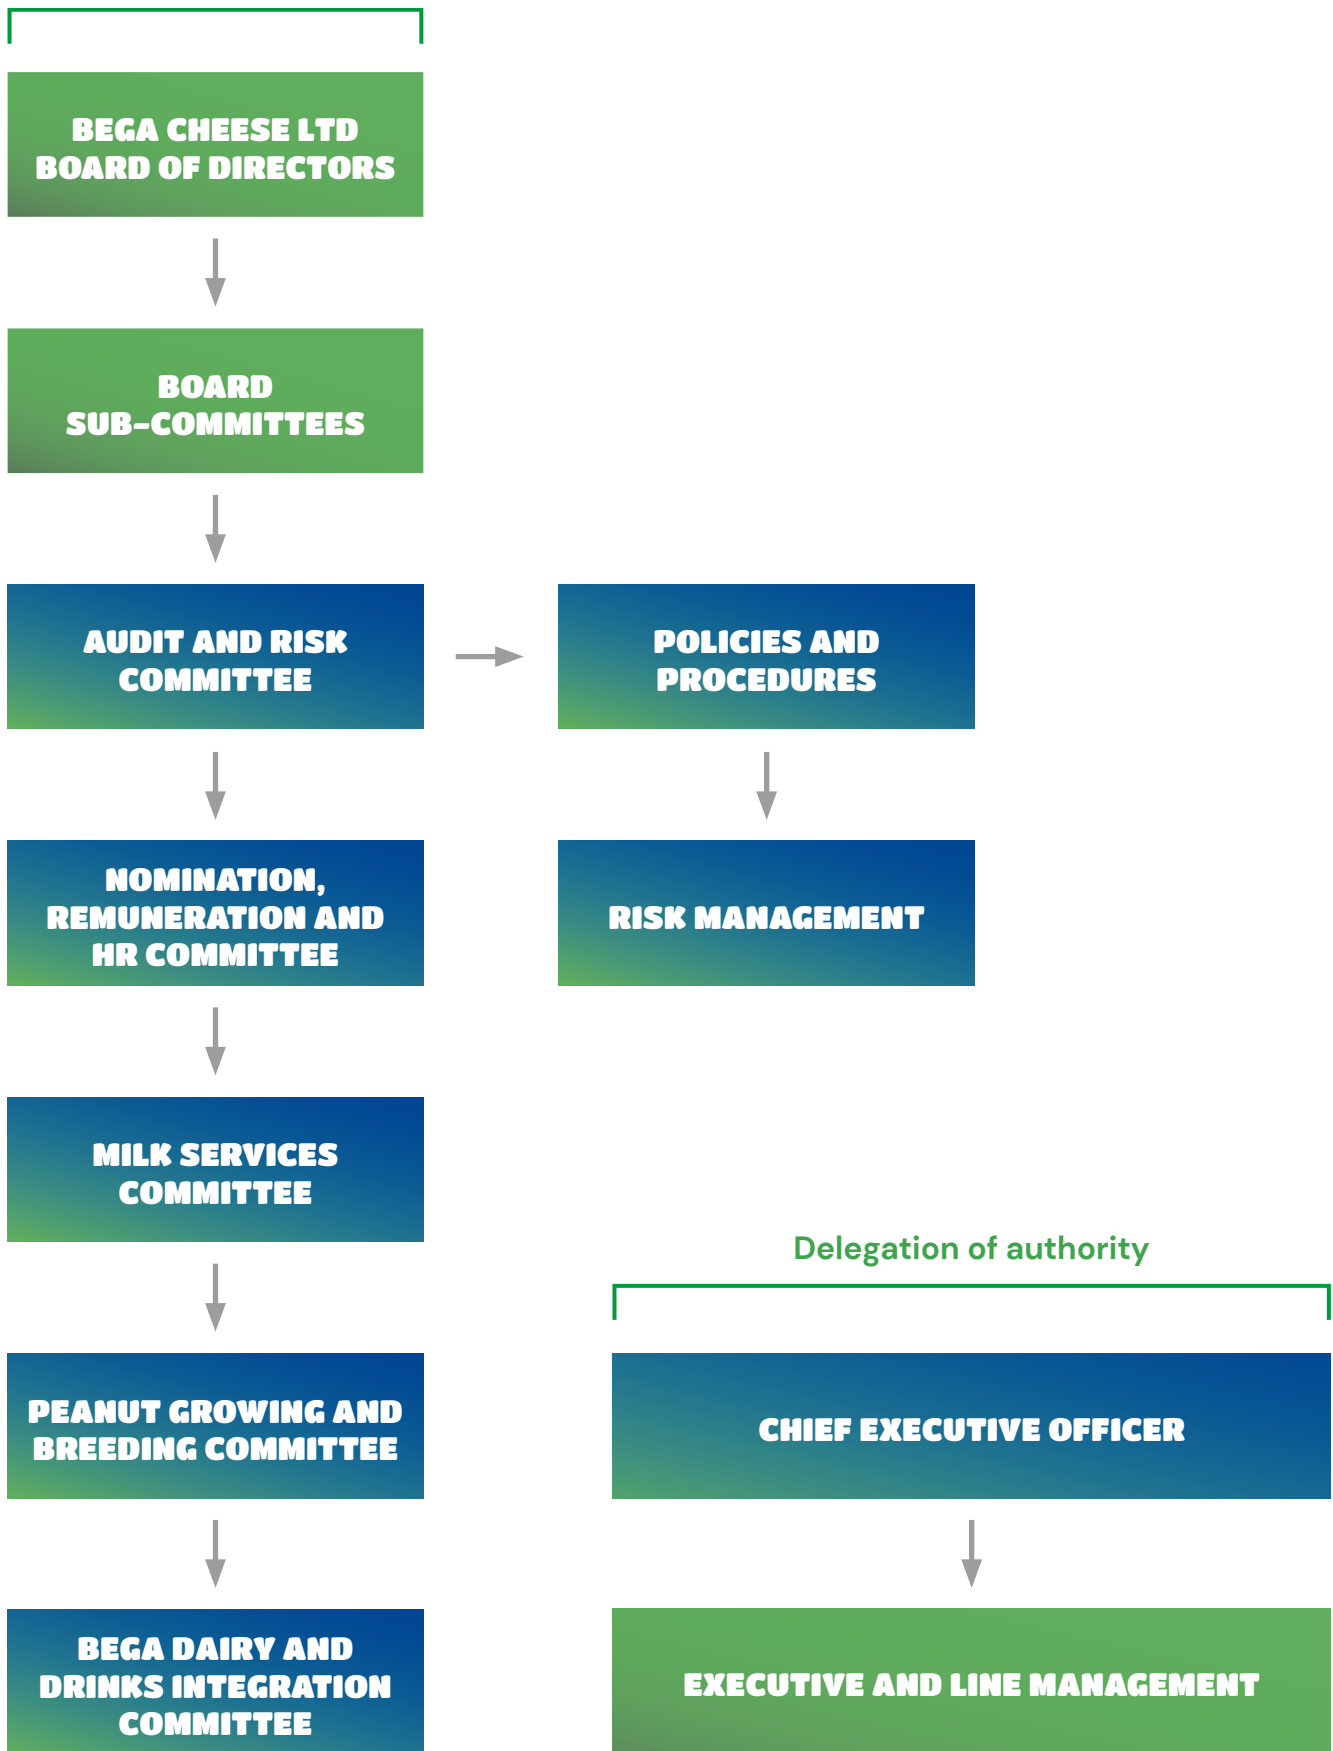 BEGA CHEESE LTD
BOARD OF DIRECTORS
BOARD
SUB-COMMITTEES
AUDIT AND RISK
COMMITTEE
POLICIES AND
PROCEDURES
NOMINATION,
REMUNERATION AND
HR COMMITTEE
RISK MANAGEMENT
MILK SERVICES
COMMITTEE
Delegation of authority
PEANUT GROWING AND
BREEDING COMMITTEE
CHIEF EXECUTIVE OFFICER
BEGA DAIRY AND
DRINKS INTEGRATION
COMMITTEE
EXECUTIVE AND LINE MANAGEMENT